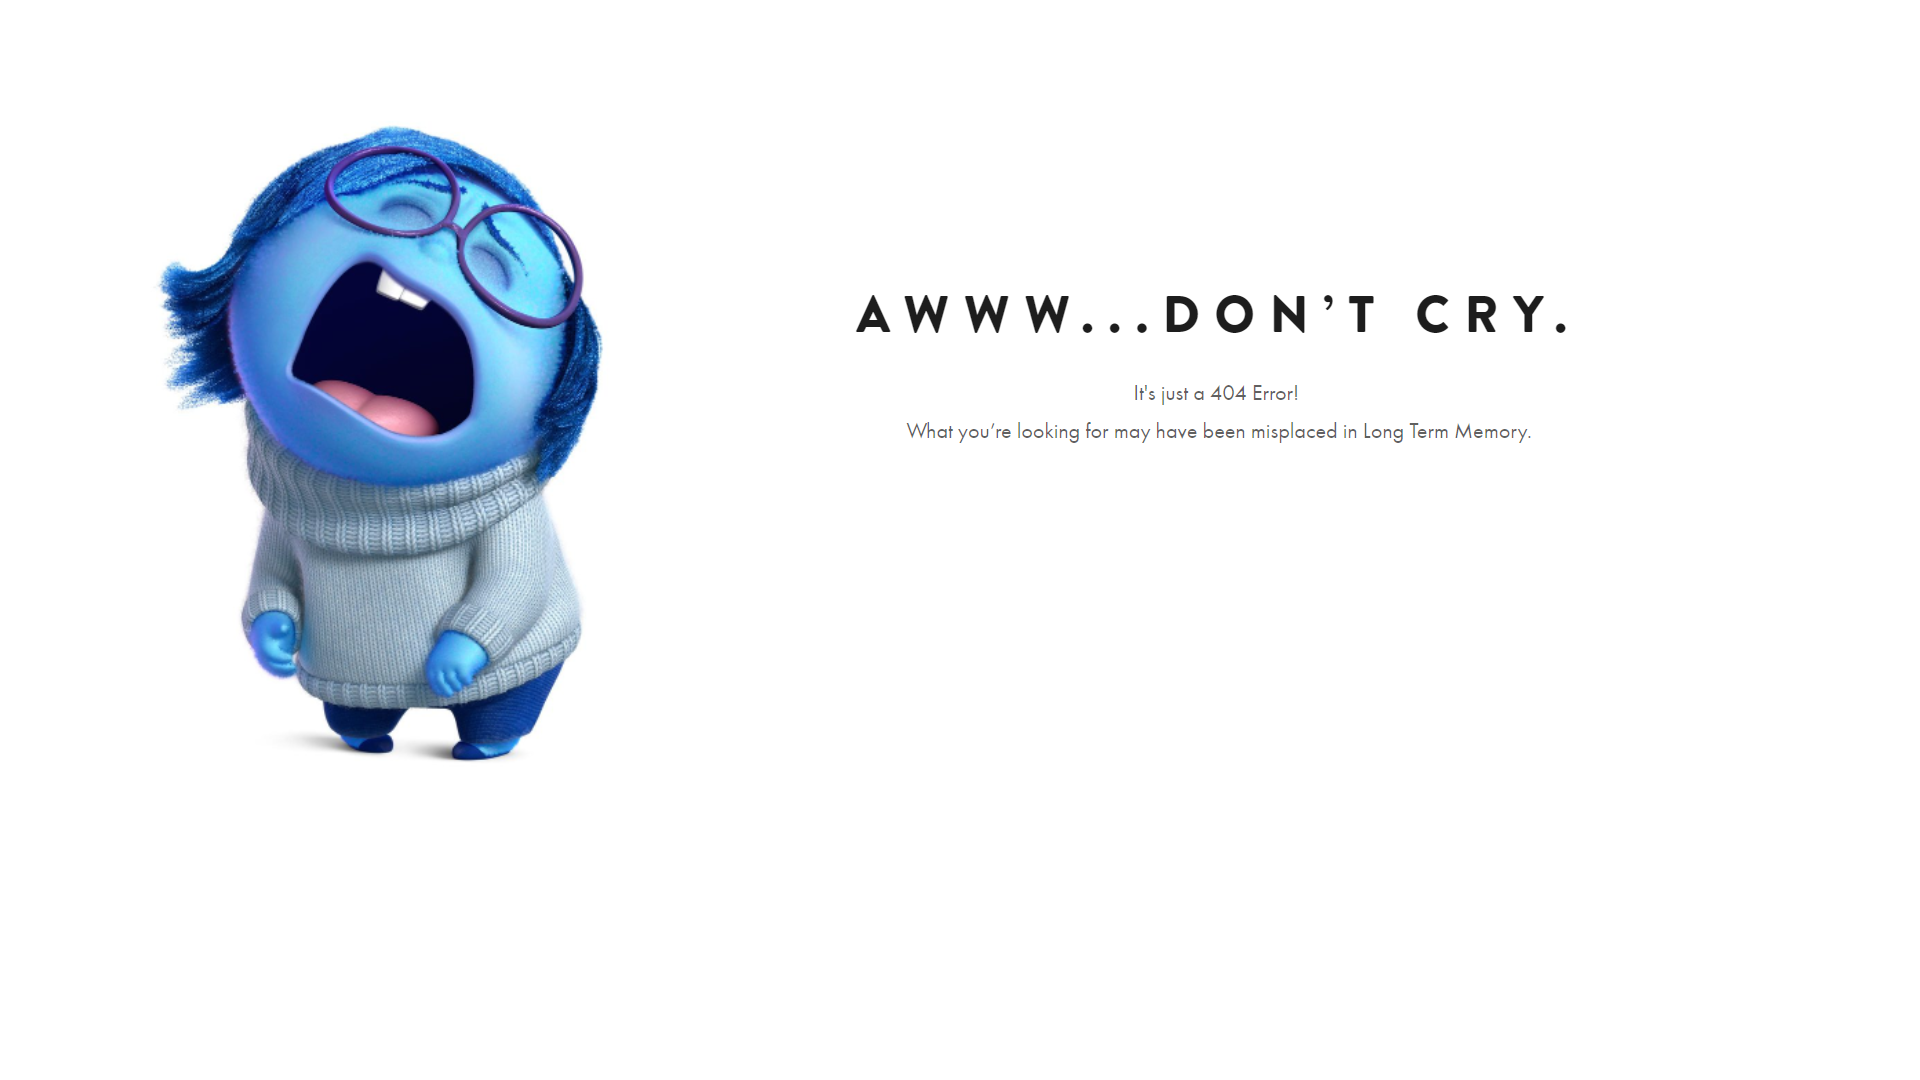 AWWW...DON’T CRY.
It's just a 404 Error!
What you’re looking for may have been misplaced in Long Term Memory.